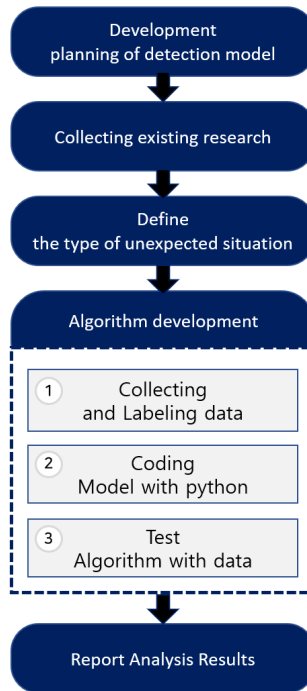 Development
planning of detection model
Collecting existing research
Define
the type of unexpected situation
Algorithm development
1
Collecting
and Labeling data
2
Coding
Model with python
3
Test
Algorithm with data
Report Analysis Results